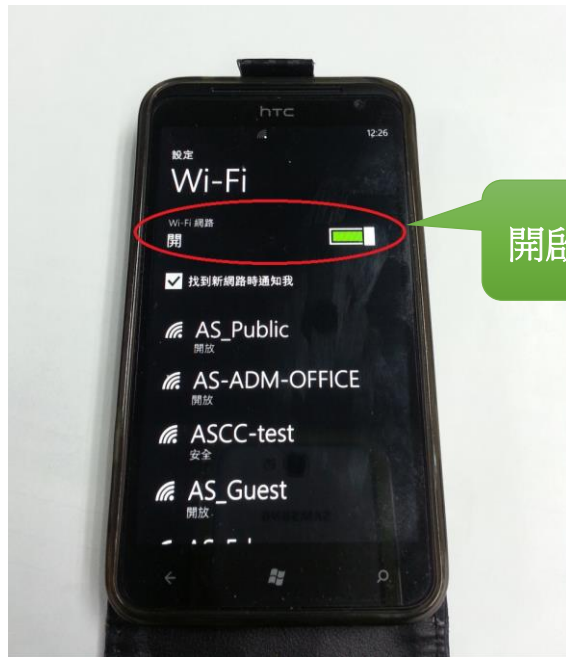 hTC
12:26
設定
Wi-Fi
Wi-Fi 網路
開
開啟
找到新網路時通知我
AS_Public
開放
AS-ADM-OFFICE
開放
ASCC-test
安全
AS_Guest
開放